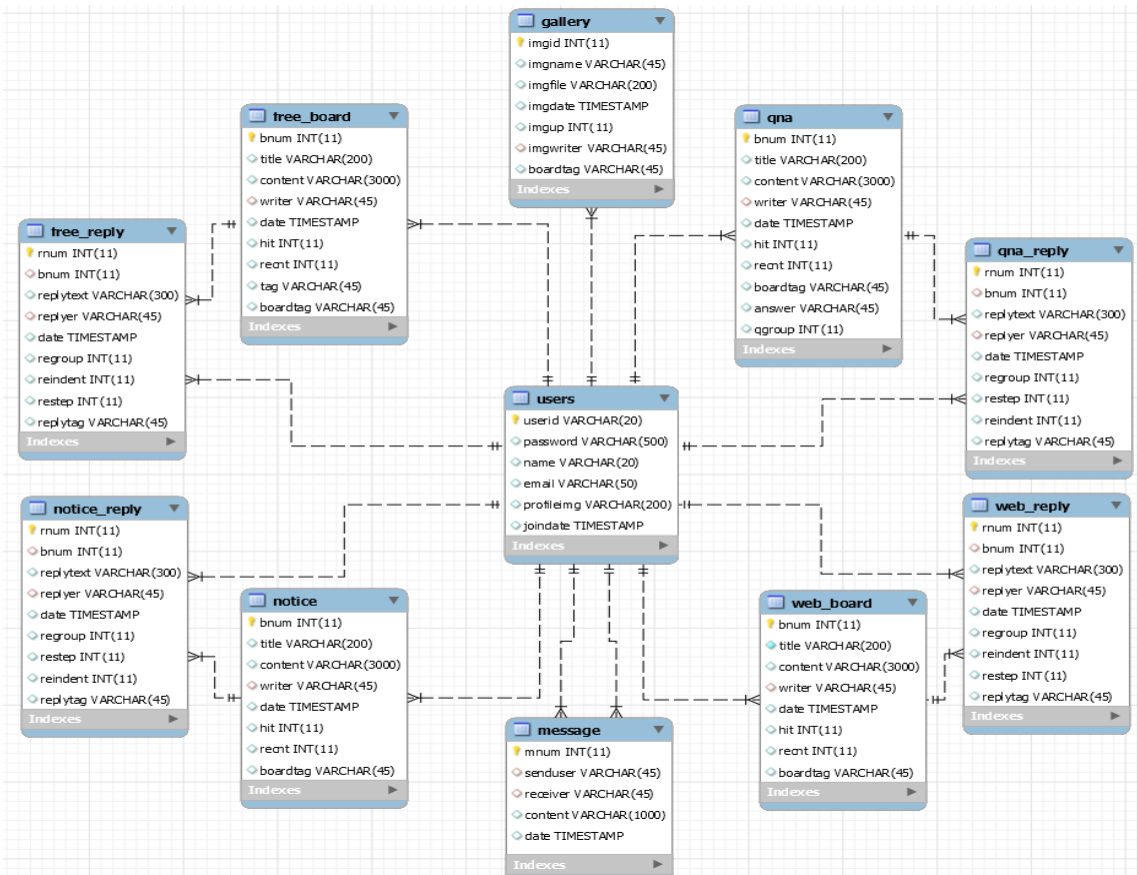 gallery
imgid INT(11)
imgname VARCHAR(45)
imgfile VARCHAR(200)
imgdate TIMESTAMP
imgup INT(11)
imgwriter VARCHAR(45)
boardtag VARCHAR(45)
Indexes
tree_board
bnum INT(11)
title VARCHAR(200)
content VARCHAR(3000)
writer VARCHAR(45)
date TIMESTAMP
hit INT(11)
recnt INT(11)
tag VARCHAR(45)
boardtag VARCHAR(45)
Indexes
qna
bnum INT(11)
title VARCHAR(200)
content VARCHAR(3000)
writer VARCHAR(45)
date TIMESTAMP
hit INT(11)
recnt INT(11)
boardtag VARCHAR(45)
answer VARCHAR(45)
qgroup INT(11)
Indexes
tree_reply
rnum INT(11)
bnum INT(11)
replytext VARCHAR(300)
replyer VARCHAR(45)
date TIMESTAMP
regroup INT(11)
reindent INT(11)
restep INT(11)
replytag VARCHAR(45)
Indexes
qna_reply
rnum INT(11)
bnum INT(11)
replytext VARCHAR(300)
replyer VARCHAR(45)
date TIMESTAMP
regroup INT(11)
restep INT(11)
reindent INT(11)
replytag VARCHAR(45)
Indexes
users
userid VARCHAR(20)
password VARCHAR(500)
name VARCHAR(20)
email VARCHAR(50)
profileimg VARCHAR(200)
joindate TIMESTAMP
Indexes
notice_reply
rnum INT(11)
bnum INT(11)
replytext VARCHAR(300)
replyer VARCHAR(45)
date TIMESTAMP
regroup INT(11)
restep INT(11)
reindent INT(11)
replytag VARCHAR(45)
Indexes
web_reply
rnum INT(11)
bnum INT(11)
replytext VARCHAR(300)
replyer VARCHAR(45)
date TIMESTAMP
regroup INT(11)
reindent INT(11)
restep INT(11)
replytag VARCHAR(45)
Indexes
notice
bnum INT(11)
title VARCHAR(200)
content VARCHAR(3000)
writer VARCHAR(45)
date TIMESTAMP
hit INT(11)
recnt INT(11)
boardtag VARCHAR(45)
Indexes
web_board
bnum INT(11)
title VARCHAR(200)
content VARCHAR(3000)
writer VARCHAR(45)
date TIMESTAMP
hit INT(11)
recnt INT(11)
boardtag VARCHAR(45)
Indexes
message
mnum INT(11)
senduser VARCHAR(45)
receiver VARCHAR(45)
content VARCHAR(1000)
date TIMESTAMP
Indexes